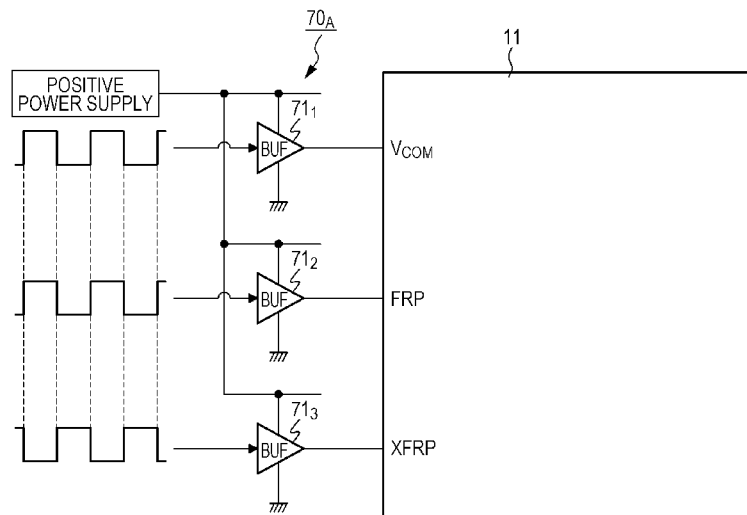 70A
11
POSITIVE
POWER SUPPLY
711
BUF
VCOM
712
BUF
FRP
713
BUF
XFRP